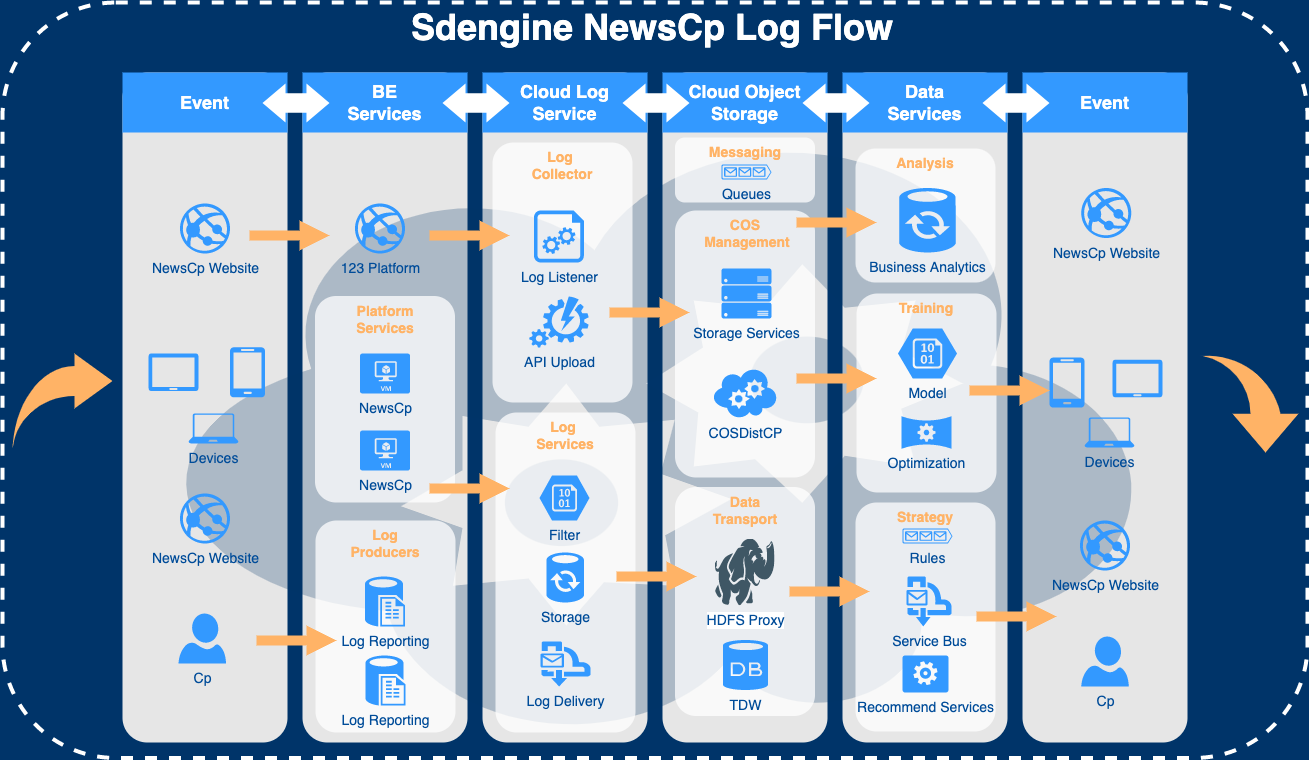 Sdengine NewsCp Log Flow
Event
NewsCp Website
Devices
NewsCp Website
Cp
BE
Services
123 Platform
Platform
Services
VM
NewsCp
VM
NewsCp
Log
Producers
Log Reporting
Log Reporting
Cloud Log
Service
Log
Collector
Log Listener
API Upload
Log
Services
10
01
Filter
Storage
Log Delivery
Cloud Object
Storage
Messaging
Queues
COS
Management
Storage Services
COSDistCP
Data
Transport
HDFS Proxy
DB
TDW
Data
Services
Analysis
Business Analytics
Training
10
01
Model
Optimization
Strategy
Rules
Service Bus
Recommend Services
Event
NewsCp Website
Devices
NewsCp Website
Cp